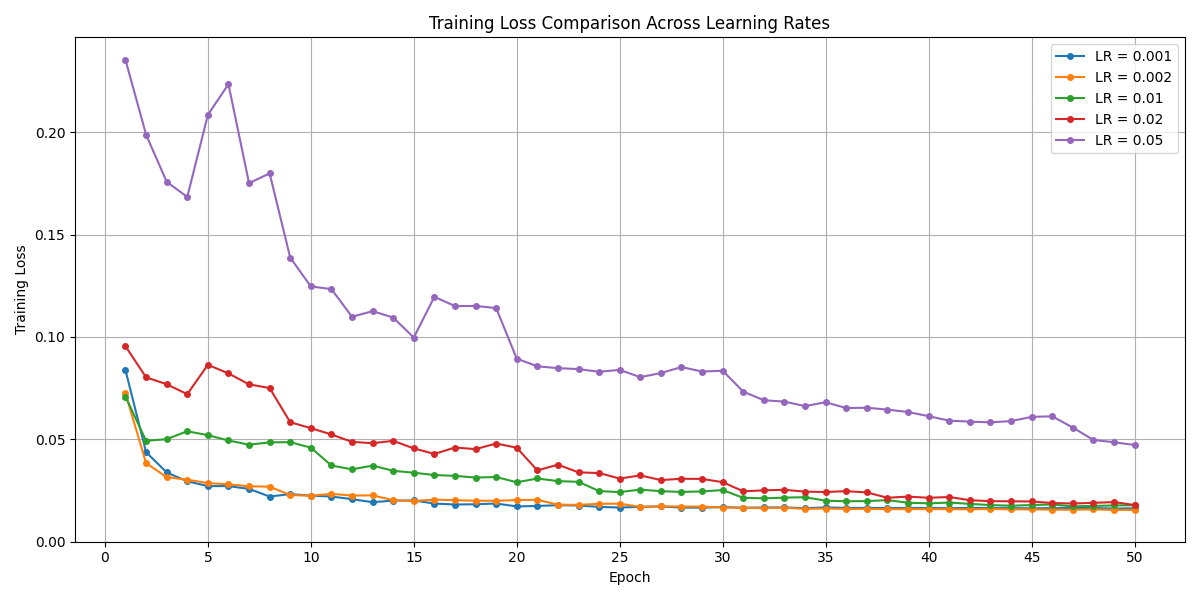 Training Loss Comparison Across Learning Rates
LR = 0.001
LR = 0.002
LR = 0.01
LR = 0.02
LR = 0.05
Training Loss
0.20
0.15
0.10
0.05
0.00
0 5 10 15 20 25 30 35 40 45 50
Epoch